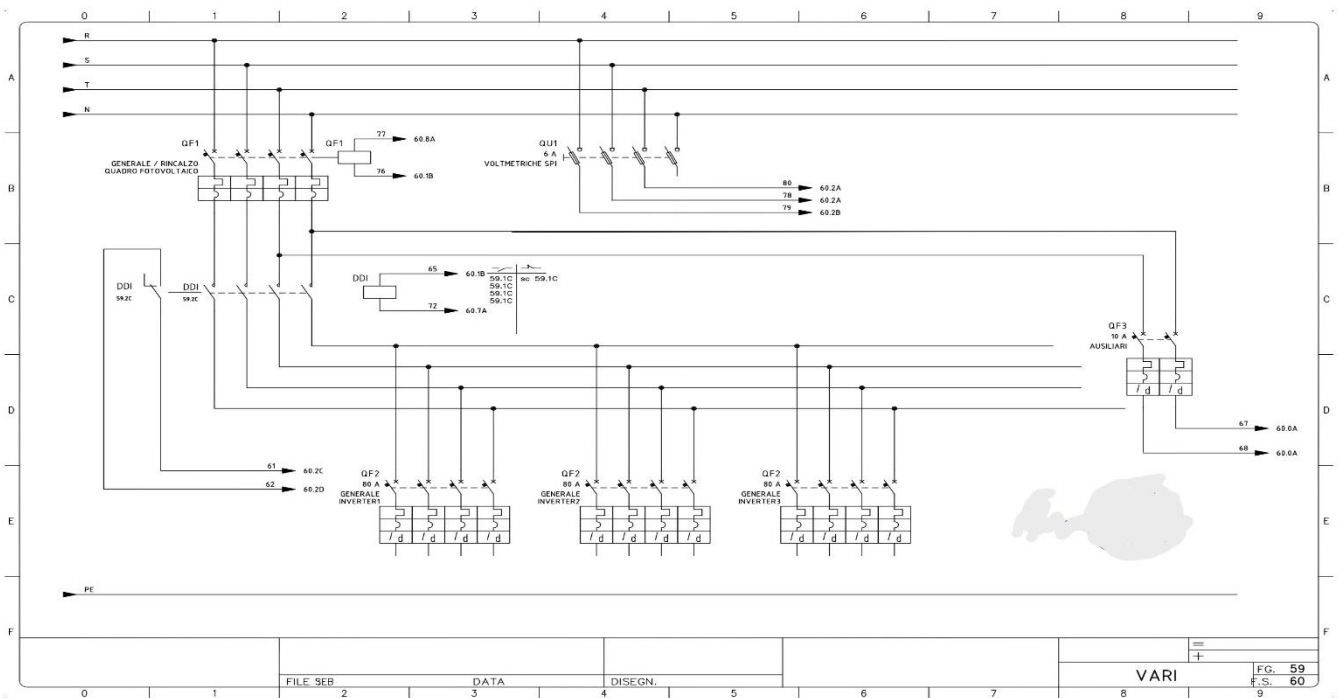 0 1 2 3 4 5 6 7 8 9
R
S
A A
T
N
QF1 QF1 77 60.8A QU1
6 A
GENERALE / RINCALZO VOLTMETRICHE SPI
QUADRO FOTOVOLTAICO
76 60.1B
B B
80 60.2A
78 60.2A
79 60.2B
DDI DDI DDI 65 60.1B
59.2C 59.2C
59.1C sc 59.1C
59.1C
59.1C
59.1C
72 60.7A
C C
QF3
10 A
AUSILIARI
/ d / d
D D
67 60.0A
68 60.0A
61 60.2C
62 60.2D
QF2
80 A
GENERALE
INVERTER1
/ d / d / d / d
QF2
80 A
GENERALE
INVERTER2
/ d / d / d / d
QF2
80 A
GENERALE
INVERTER3
/ d / d / d / d
E E
PE
F F
=
+
VARI
FG. 59
F.S. 60
FILE SEB DATA DISEGN.
0 1 2 3 4 5 6 7 8 9